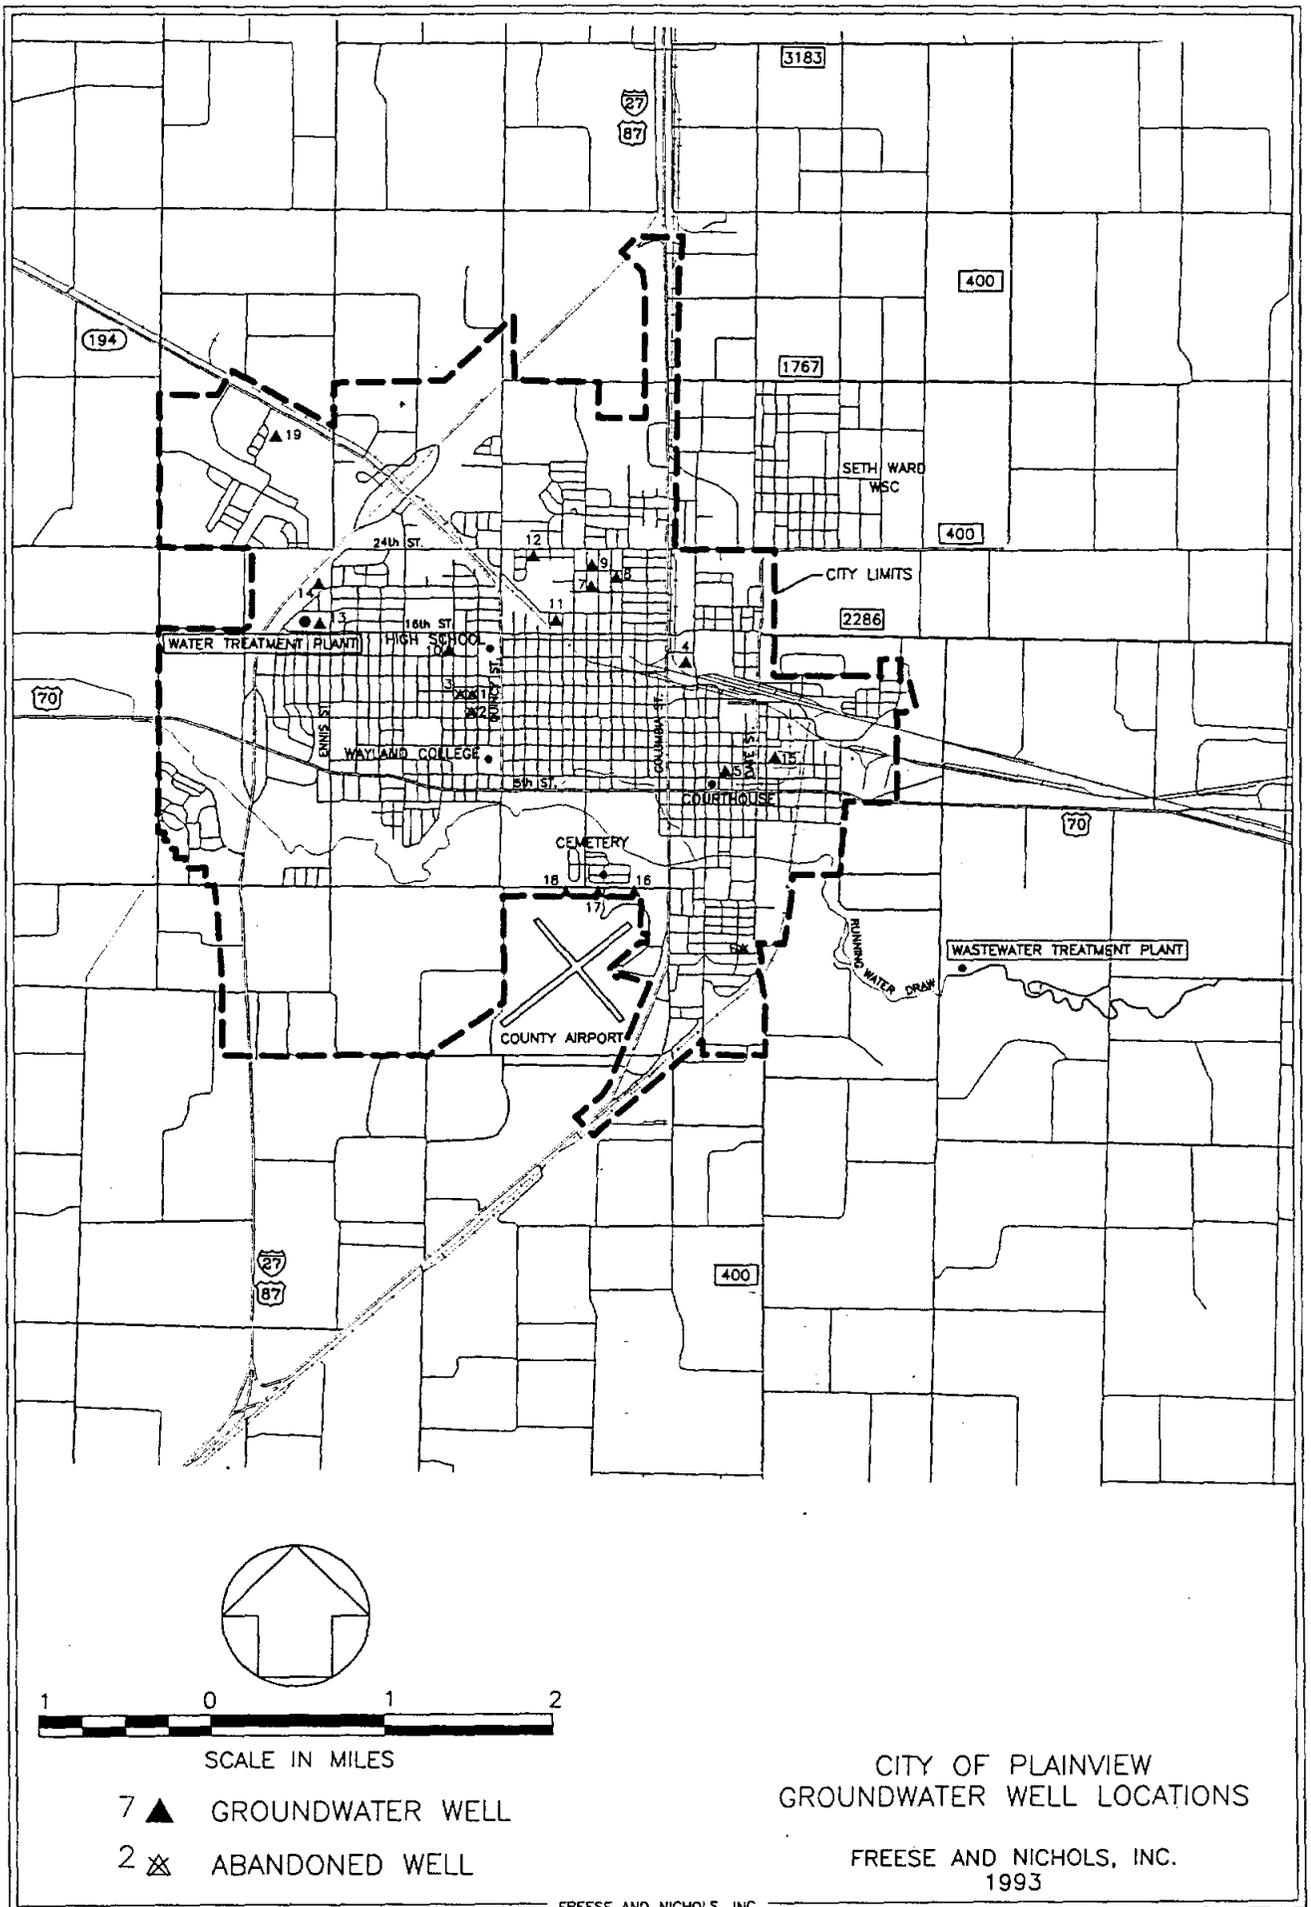 3183
27
87
400
194
1767
19
SETH WARD
WSC
400
24th ST.
12
9
8
7
CITY LIMITS
14
11
2286
13
16th ST.
WATER TREATMENT PLANT
HIGH SCHOOL
4
3
1
2
70
QUINCY ST.
ENNIS ST.
COLUMBIA ST.
DATE ST.
WAYLAND COLLEGE
15
5
5th ST.
COURTHOUSE
70
CEMETERY
18
16
17
6
RUNNING WATER DRAW
WASTEWATER TREATMENT PLANT
COUNTY AIRPORT
27
87
400
1 0 1 2
SCALE IN MILES
7 GROUNDWATER WELL
2 ABANDONED WELL
CITY OF PLAINVIEW
GROUNDWATER WELL LOCATIONS
FREESE AND NICHOLS, INC.
1993
FREESE AND NICHOLS, INC.